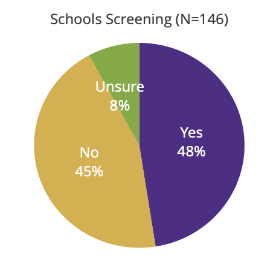 Schools Screening (N=146)
Unsure
8%
Yes
48%
No
45%